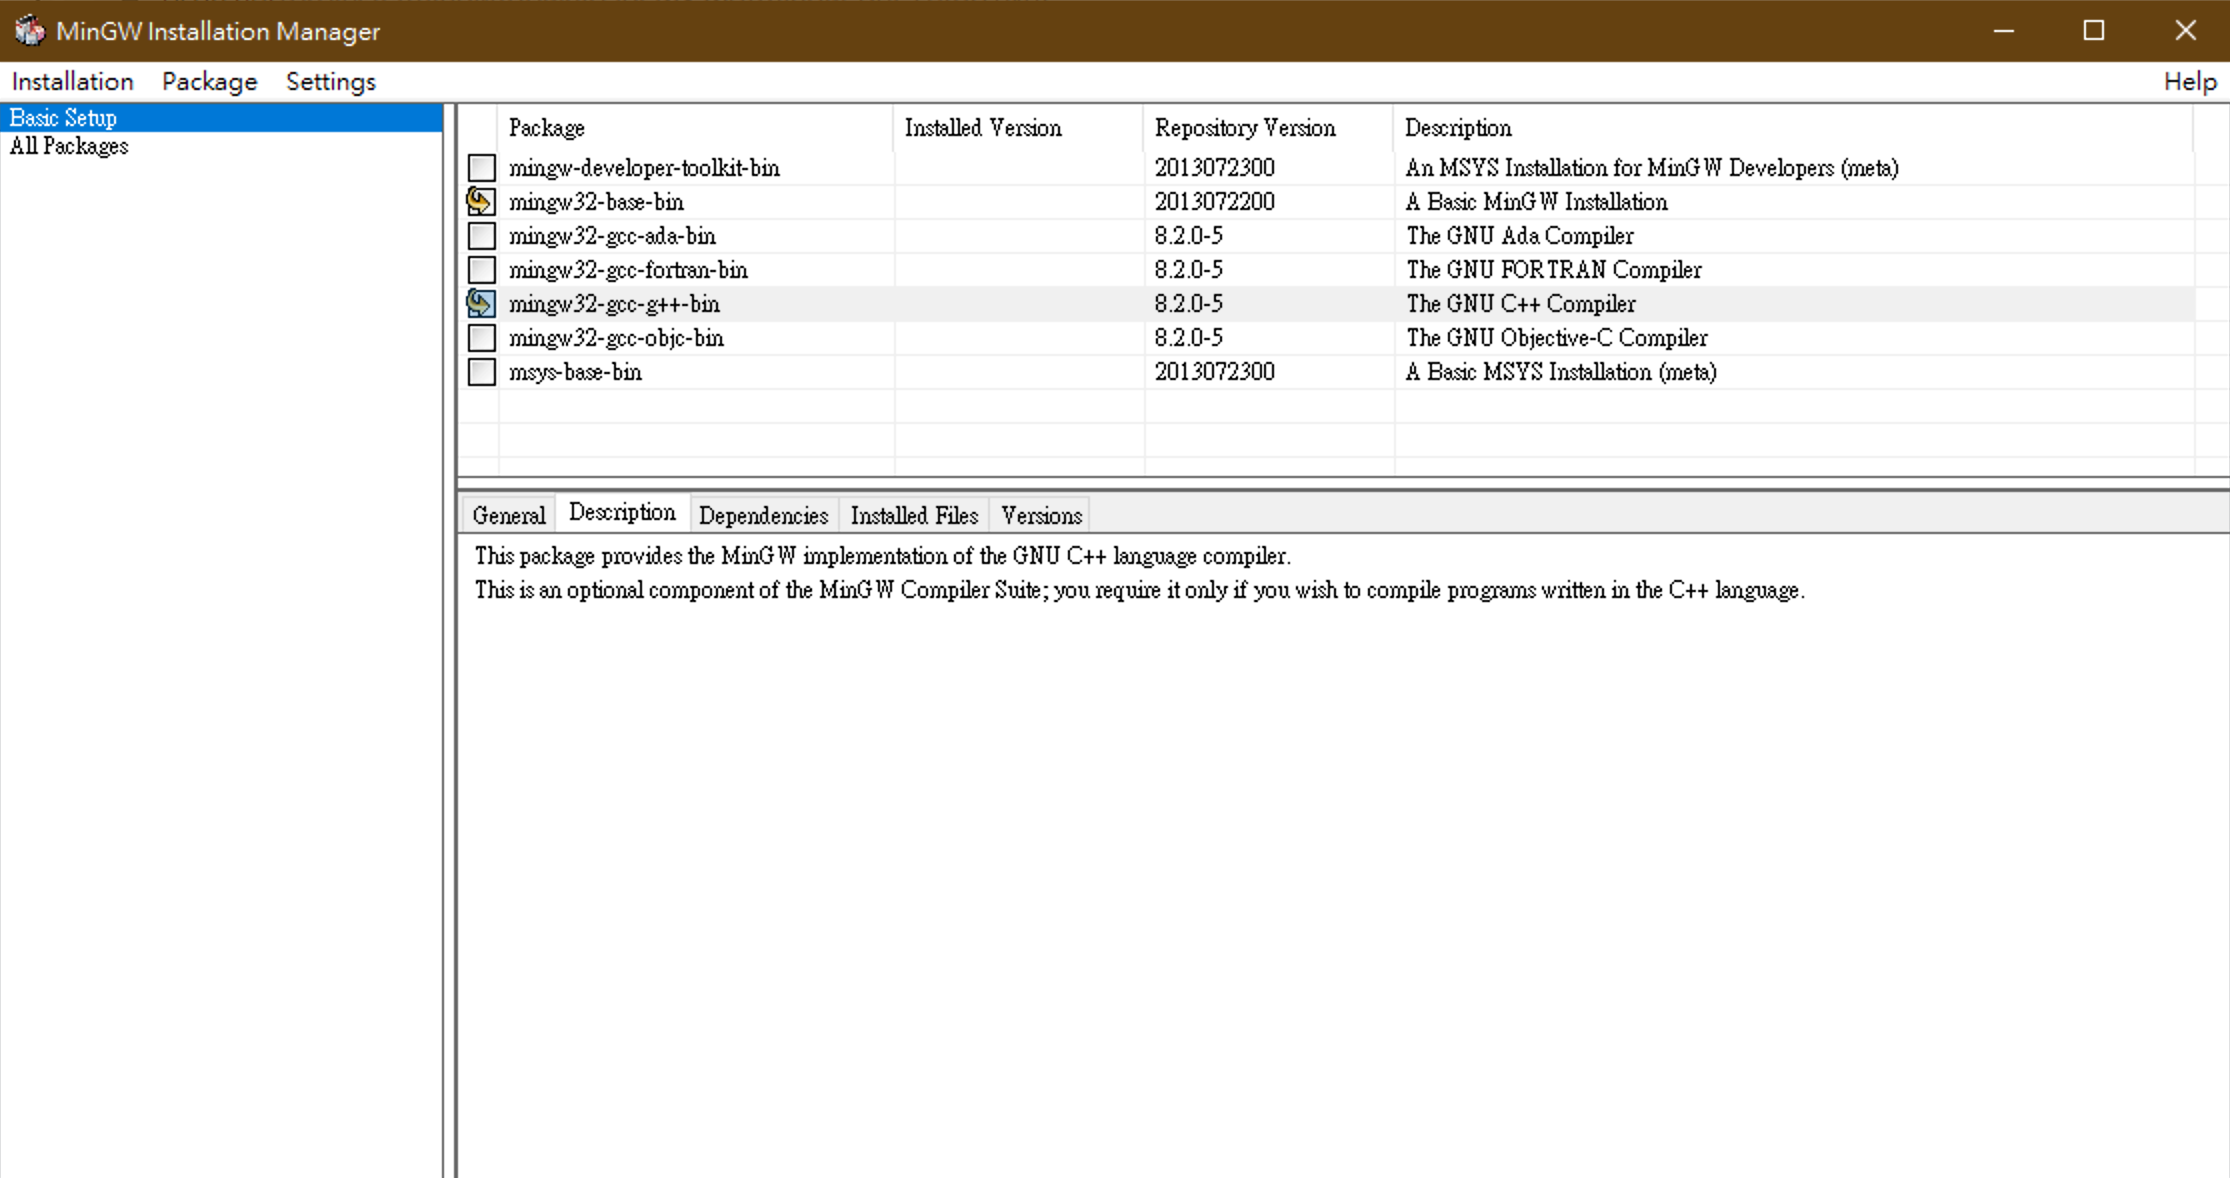 MinGW Installation Manager
Installation Package Settings Help
Basic Setup
All Packages
Package Installed Version Repository Version Description
mingw-developer-toolkit-bin 2013072300 An MSYS Installation for MinGW Developers (meta)
mingw32-base-bin 2013072200 A Basic MinGW Installation
mingw32-gcc-ada-bin 8.2.0-5 The GNU Ada Compiler
mingw32-gcc-fortran-bin 8.2.0-5 The GNU FORTRAN Compiler
mingw32-gcc-g++-bin 8.2.0-5 The GNU C++ Compiler
mingw32-gcc-objc-bin 8.2.0-5 The GNU Objective-C Compiler
msys-base-bin 2013072300 A Basic MSYS Installation (meta)
General Description Dependencies Installed Files Versions
This package provides the MinGW implementation of the GNU C++ language compiler.
This is an optional component of the MinGW Compiler Suite; you require it only if you wish to compile programs written in the C++ language.